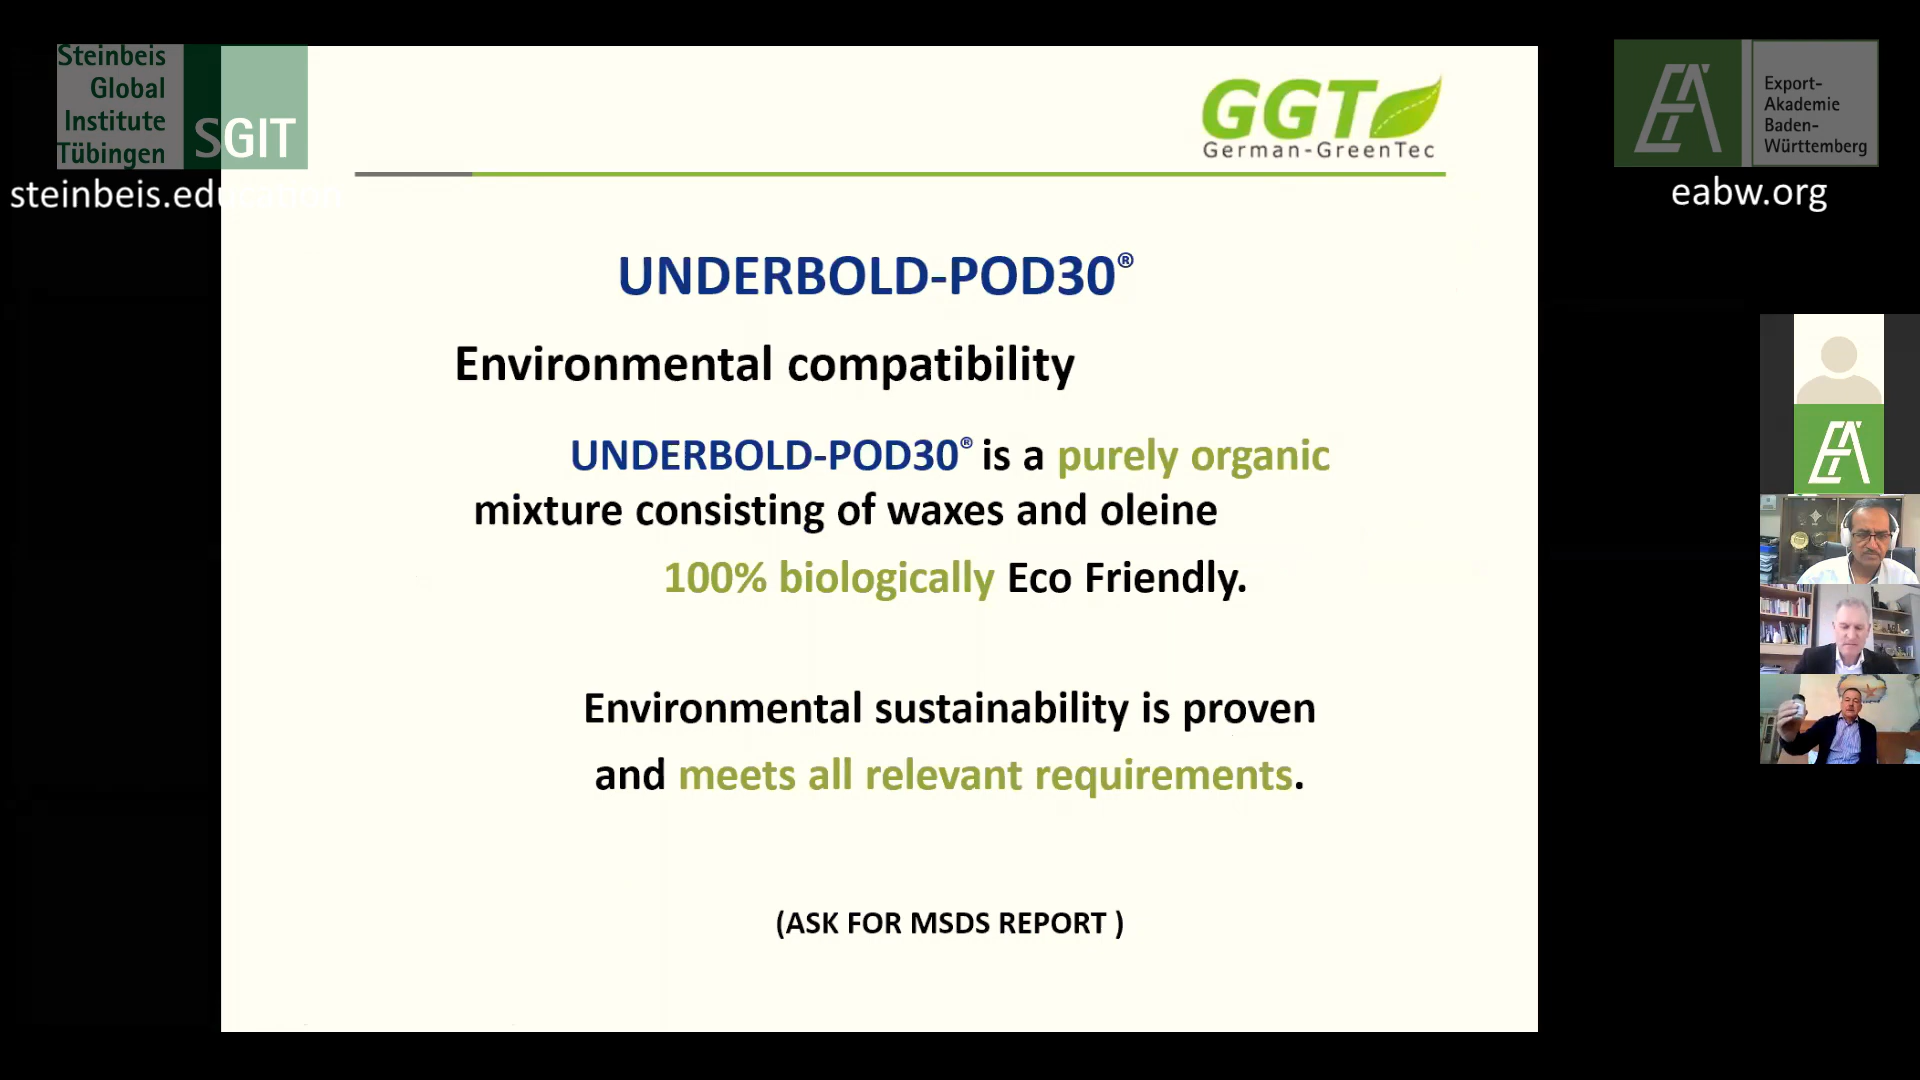 Steinbeis
Global
Institute
Tübingen
SGIT
steinbeis.education
GGT
German-GreenTec
Export-
Akademie
Baden-
Württemberg
eabw.org
UNDERBOLD-POD30®
Environmental compatibility
UNDERBOLD-POD30® is a purely organic
mixture consisting of waxes and oleine
100% biologically Eco Friendly.
Environmental sustainability is proven
and meets all relevant requirements.
(ASK FOR MSDS REPORT )